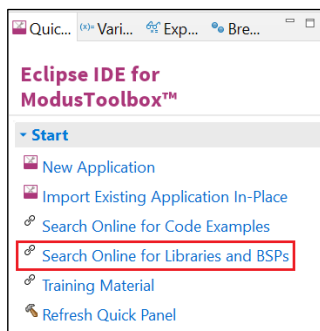 Quic... (x)= Vari... Exp... Bre...
Eclipse IDE for
ModusToolbox™
Start
New Application
Import Existing Application In-Place
Search Online for Code Examples
Search Online for Libraries and BSPs
Training Material
Refresh Quick Panel